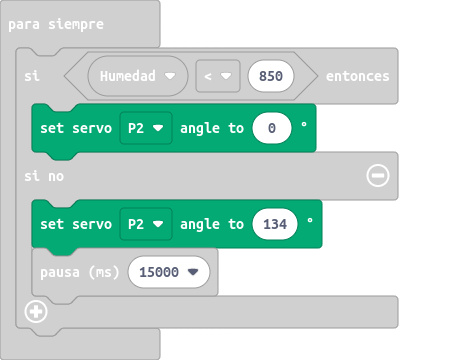 para siempre
si Humedad < 850 entonces
set servo P2 angle to 0 °
si no
set servo P2 angle to 134 °
pausa (ms) 15000